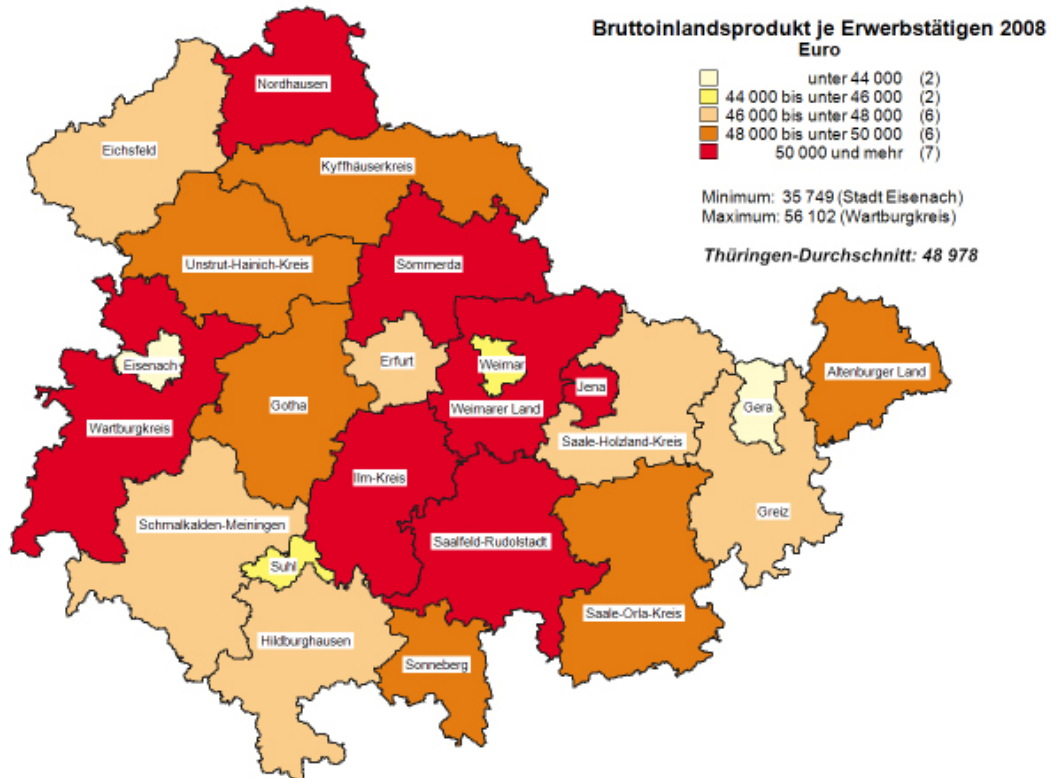 Bruttoinlandsprodukt je Erwerbstätigen 2008
Euro
unter 44 000 (2)
44 000 bis unter 46 000 (2)
46 000 bis unter 48 000 (6)
48 000 bis unter 50 000 (6)
50 000 und mehr (7)
Minimum: 35 749 (Stadt Eisenach)
Maximum: 56 102 (Wartburgkreis)
Thüringen-Durchschnitt: 48 978
Nordhausen
Eichsfeld
Kyffhäuserkreis
Unstrut-Hainich-Kreis
Sömmerda
Eisenach
Erfurt
Weimar
Jena
Altenburger Land
Gotha
Weimarer Land
Gera
Wartburgkreis
Saale-Holzland-Kreis
Ilm-Kreis
Greiz
Schmalkalden-Meiningen
Saalfeld-Rudolstadt
Suhl
Saale-Orla-Kreis
Hildburghausen
Sonneberg